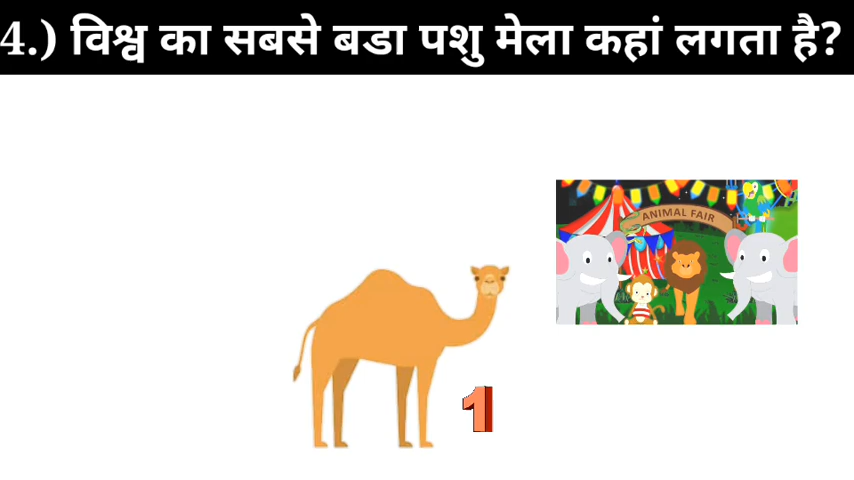 4.) विश्व का सबसे बडा पशु मेला कहां लगता है?
ANIMAL FAIR
1